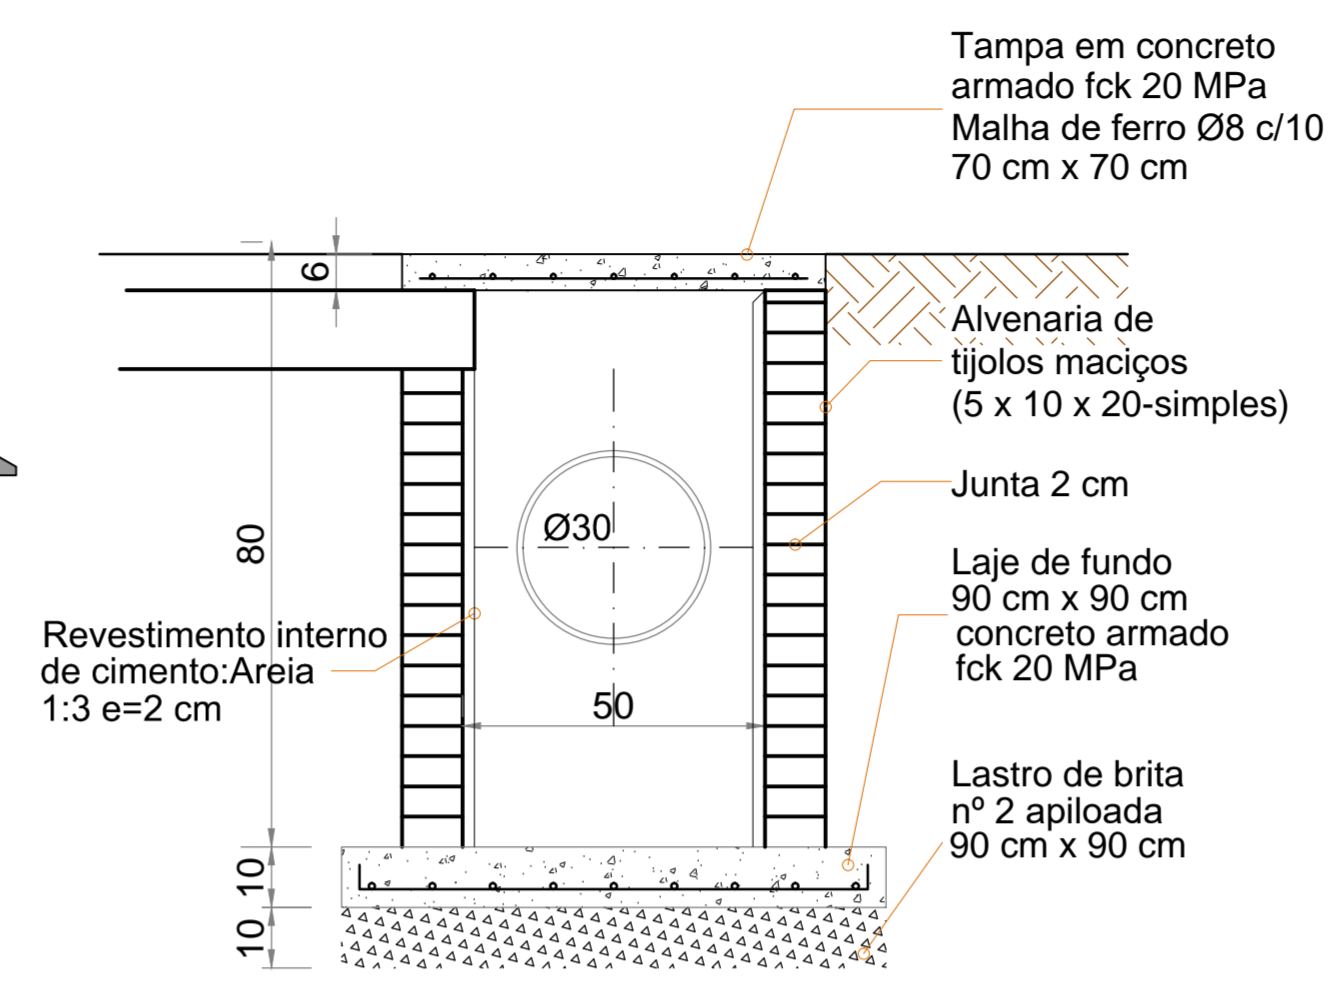 Tampa em concreto
armado fck 20 MPa
Malha de ferro Ø8 c/10
70 cm x 70 cm
6
Alvenaria de
tijolos maciços
(5 x 10 x 20-simples)
Junta 2 cm
Ø30
80
Laje de fundo
90 cm x 90 cm
concreto armado
fck 20 MPa
Revestimento interno
de cimento:Areia
1:3 e=2 cm
50
Lastro de brita
nº 2 apiloada
90 cm x 90 cm
10
10